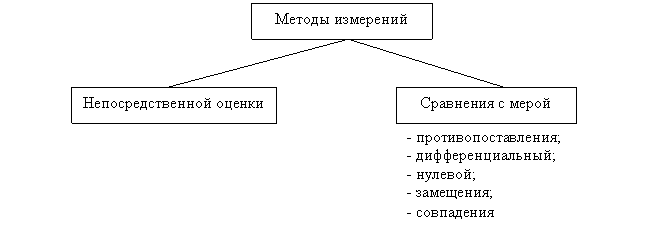 Методы измерений
Непосредственной оценки
Сравнения с мерой
- противопоставления;
- дифференциальный;
- нулевой;
- замещения;
- совпадения